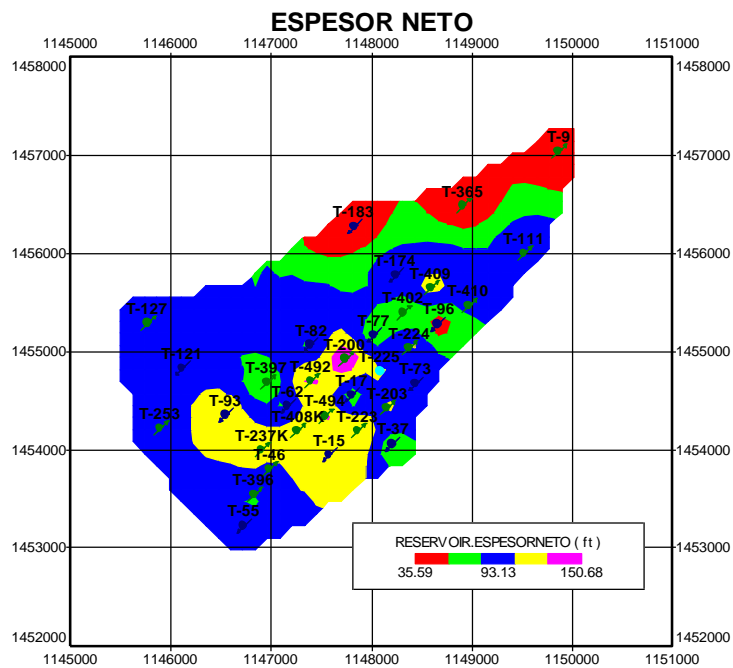 ESPESOR NETO
1145000 1146000 1147000 1148000 1149000 1150000 1151000
1458000 1458000
T-9
1457000 1457000
T-365
T-183
T-111
1456000 1456000
T-174
T-409
T-410
T-402
T-127
T-96
T-77
T-82
T-224
T-200
1455000 1455000
T-225
T-121
T-397 T-492
T-73
T-17
T-62
T-203
T-93
T-494
T-253
T-408K T-223
T-37
T-237K
T-15
1454000 1454000
T-46
T-396
T-55
RESERVOIR.ESPESORNETO ( ft )
35.59 93.13 150.68
1453000 1453000
1452000 1452000
1145000 1146000 1147000 1148000 1149000 1150000 1151000